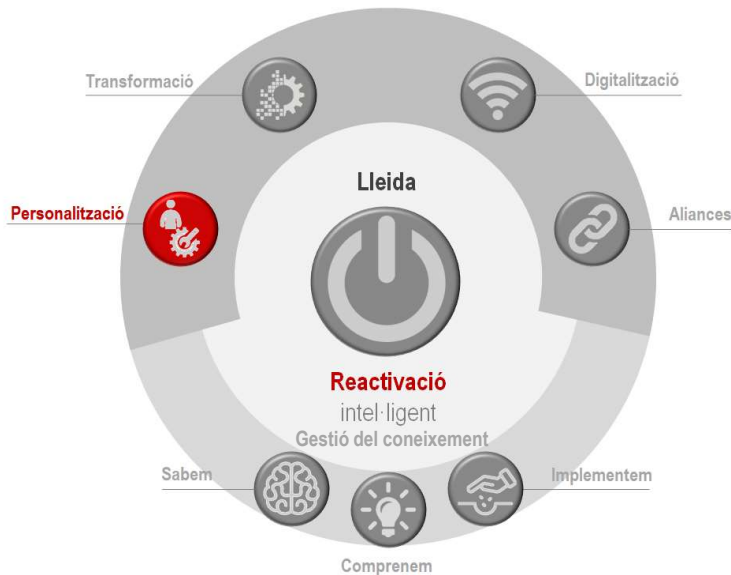 Transformació
Digitalització
Personalització
Lleida
Aliances
Reactivació
intel·ligent
Gestió del coneixement
Sabem
Implementem
Comprenem